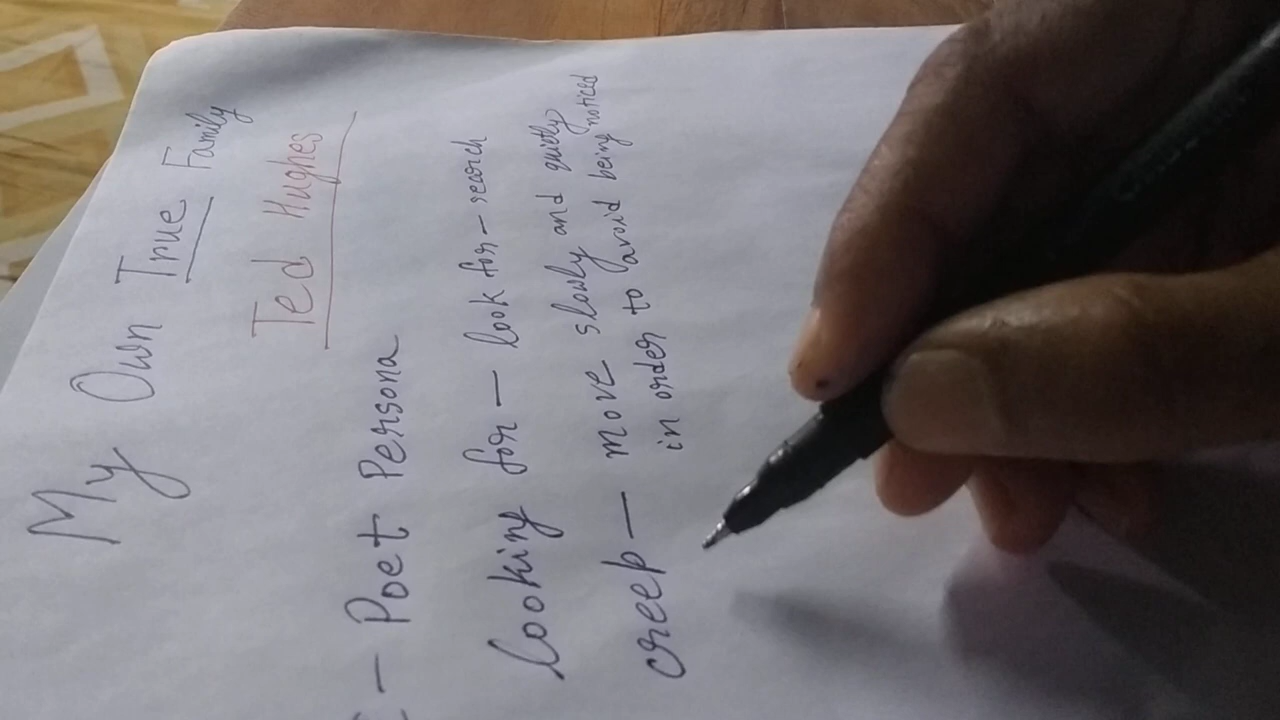 My Own True Family
Ted Hughes
- Poet Persona
looking for - look for - search
creep - move slowly and quietly
in order to avoid being noticed